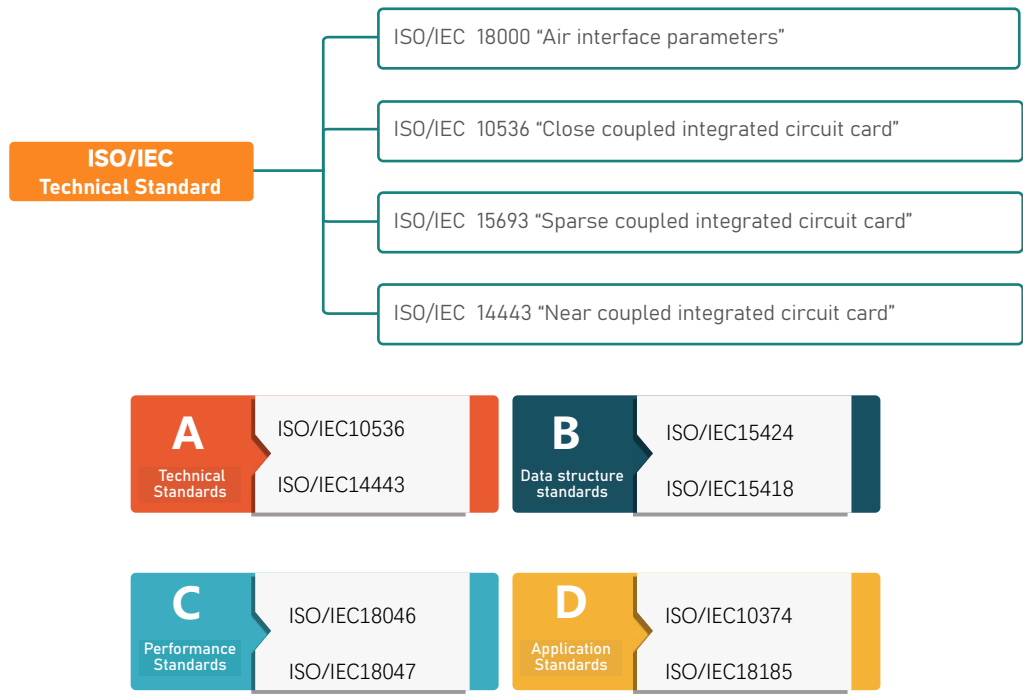 ISO/IEC 18000 “Air interface parameters”
ISO/IEC 10536 “Close coupled integrated circuit card”
ISO/IEC
Technical Standard
ISO/IEC 15693 “Sparse coupled integrated circuit card”
ISO/IEC 14443 “Near coupled integrated circuit card”
A
Technical
Standards
ISO/IEC10536
ISO/IEC14443
B
Data structure
standards
ISO/IEC15424
ISO/IEC15418
C
Performance
Standards
ISO/IEC18046
ISO/IEC18047
D
Application
Standards
ISO/IEC10374
ISO/IEC18185